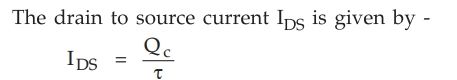 The drain to source current I_DS is given by -
I_DS = Q_c / τ